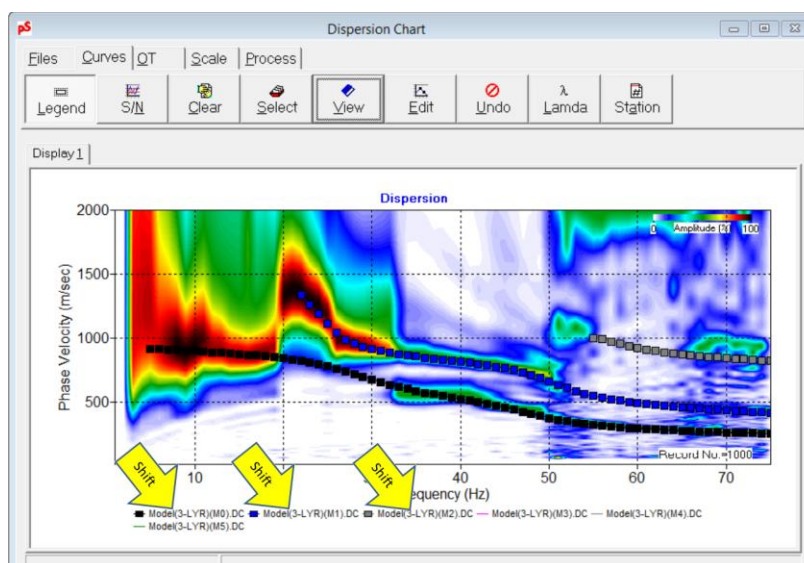 pS Dispersion Chart
Files Curves OT Scale Process
Legend S/N Clear Select View Edit Undo Lamda Station
Display 1
Dispersion
2000
0 Amplitude [%] 100
1500
1000
500
Phase Velocity (m/sec)
Record No.=1000
10 40 50 60 70
equency (Hz)
Shift Shift Shift
Model(3-LYR)(M0).DC Model(3-LYR)(M1).DC Model(3-LYR)(M2).DC Model(3-LYR)(M3).DC Model(3-LYR)(M4).DC
Model(3-LYR)(M5).DC